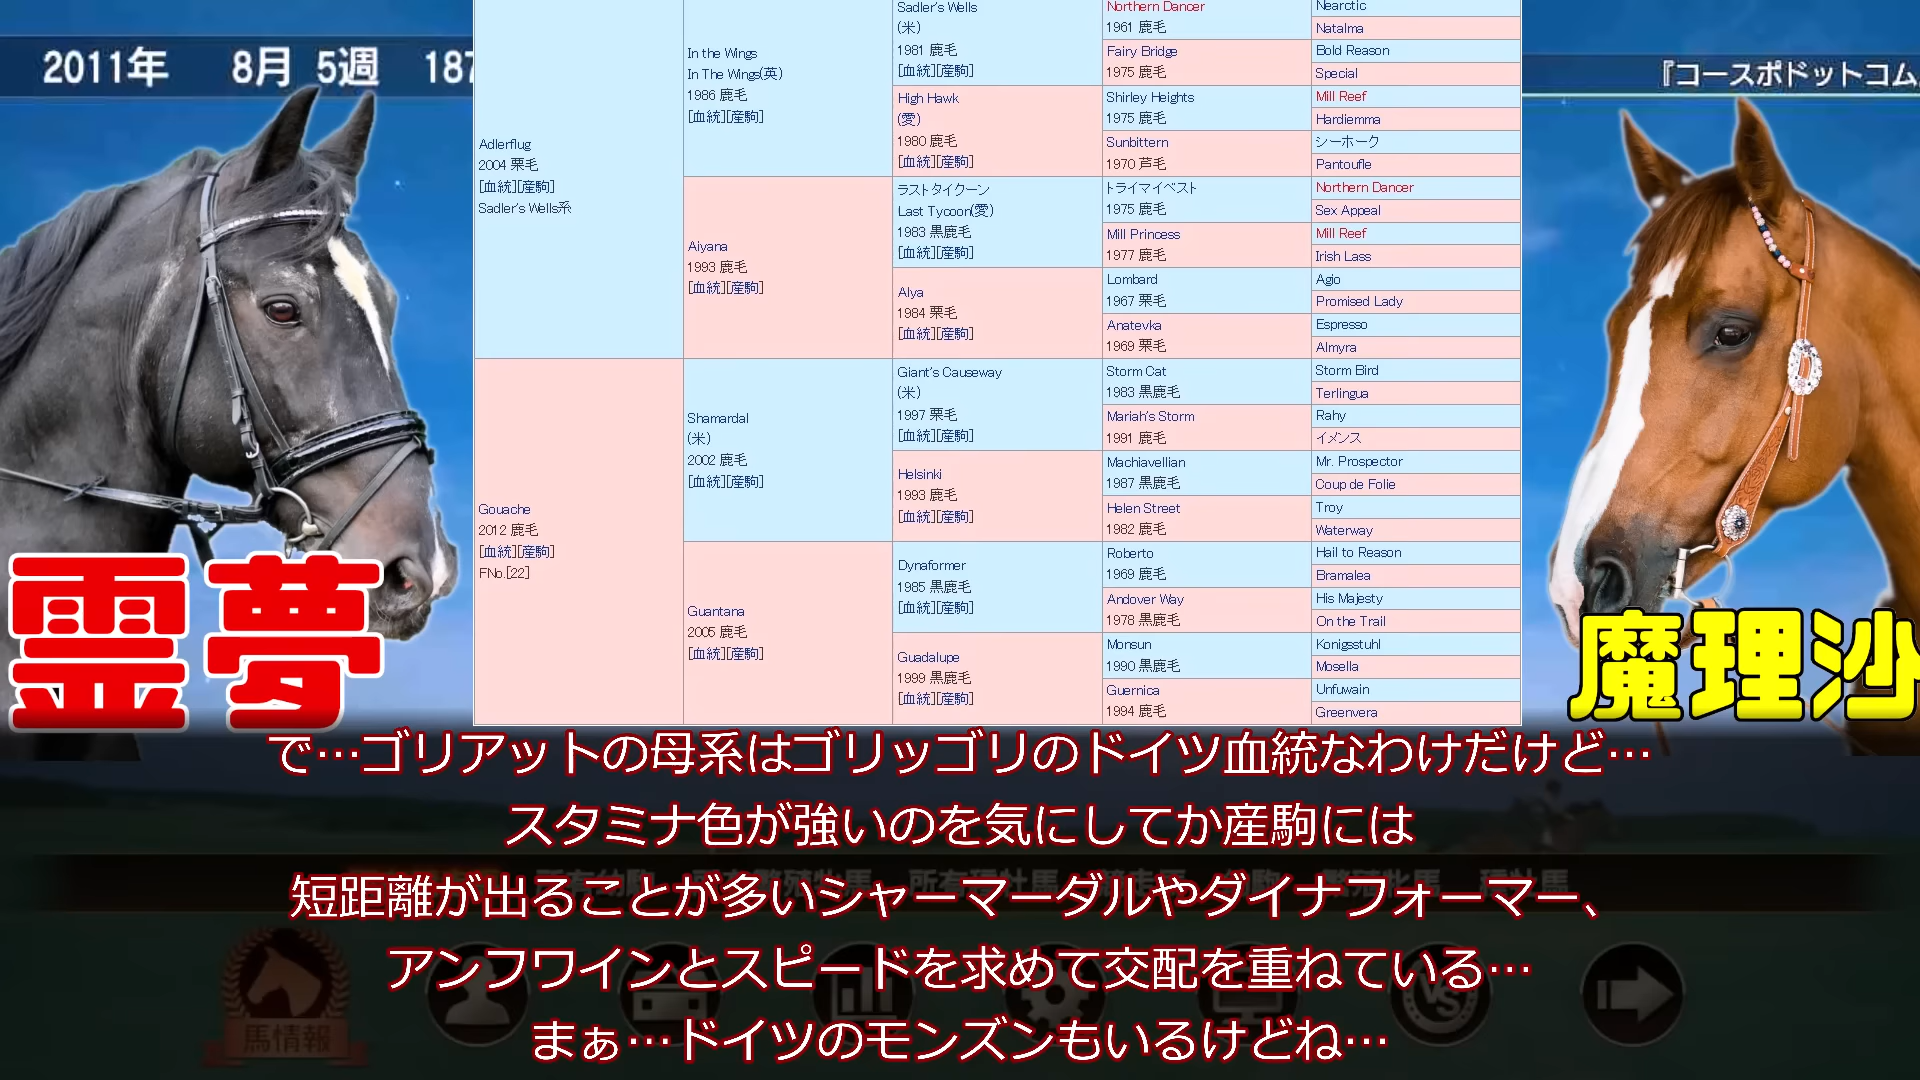 2011年 8月 5週 187
『コースポドットコム
Adlerflug
2004 栗毛
[血統][産駒]
Sadler's Wells系
Gouache
2012 鹿毛
[血統][産駒]
FNo.[22]
In the Wings
In The Wings(英)
1986 鹿毛
[血統][産駒]
Aiyana
1993 鹿毛
[血統][産駒]
Shamardal
(米)
2002 鹿毛
[血統][産駒]
Guantana
2005 鹿毛
[血統][産駒]
Sadler's Wells
(米)
1981 鹿毛
[血統][産駒]
High Hawk
(愛)
1980 鹿毛
[血統][産駒]
ラストタイクーン
Last Tycoon(愛)
1983 黒鹿毛
[血統][産駒]
Alya
1984 栗毛
[血統][産駒]
Giant's Causeway
(米)
1997 栗毛
[血統][産駒]
Helsinki
1993 鹿毛
[血統][産駒]
Dynaformer
1985 黒鹿毛
[血統][産駒]
Guadalupe
1999 黒鹿毛
[血統][産駒]
Northern Dancer
1961 鹿毛
Fairy Bridge
1975 鹿毛
Shirley Heights
1975 鹿毛
Sunbittern
1970 芦毛
トライマイベスト
1975 鹿毛
Mill Princess
1977 鹿毛
Lombard
1967 栗毛
Anatevka
1969 栗毛
Storm Cat
1983 黒鹿毛
Mariah's Storm
1991 鹿毛
Machiavellian
1987 黒鹿毛
Helen Street
1982 鹿毛
Roberto
1969 鹿毛
Andover Way
1978 黒鹿毛
Monsun
1990 黒鹿毛
Guernica
1994 鹿毛
Nearctic
Natalma
Bold Reason
Special
Mill Reef
Hardiemma
シーホーク
Pantoufle
Northern Dancer
Sex Appeal
Mill Reef
Irish Lass
Agio
Promised Lady
Espresso
Almyra
Storm Bird
Terlingua
Rahy
イメンス
Mr. Prospector
Coup de Folie
Troy
Waterway
Hail to Reason
Bramalea
His Majesty
On the Trail
Konigsstuhl
Mosella
Unfuwain
Greenvera
霊夢
魔理沙
で…ゴリアットの母系はゴリッゴリのドイツ血統なわけだけど…
スタミナ色が強いのを気にしてか産駒には
短距離が出ることが多いシャーマーダルやダイナフォーマー、
アンフワインとスピードを求めて交配を重ねている…
まぁ…ドイツのモンズンもいるけどね…
馬情報
VS